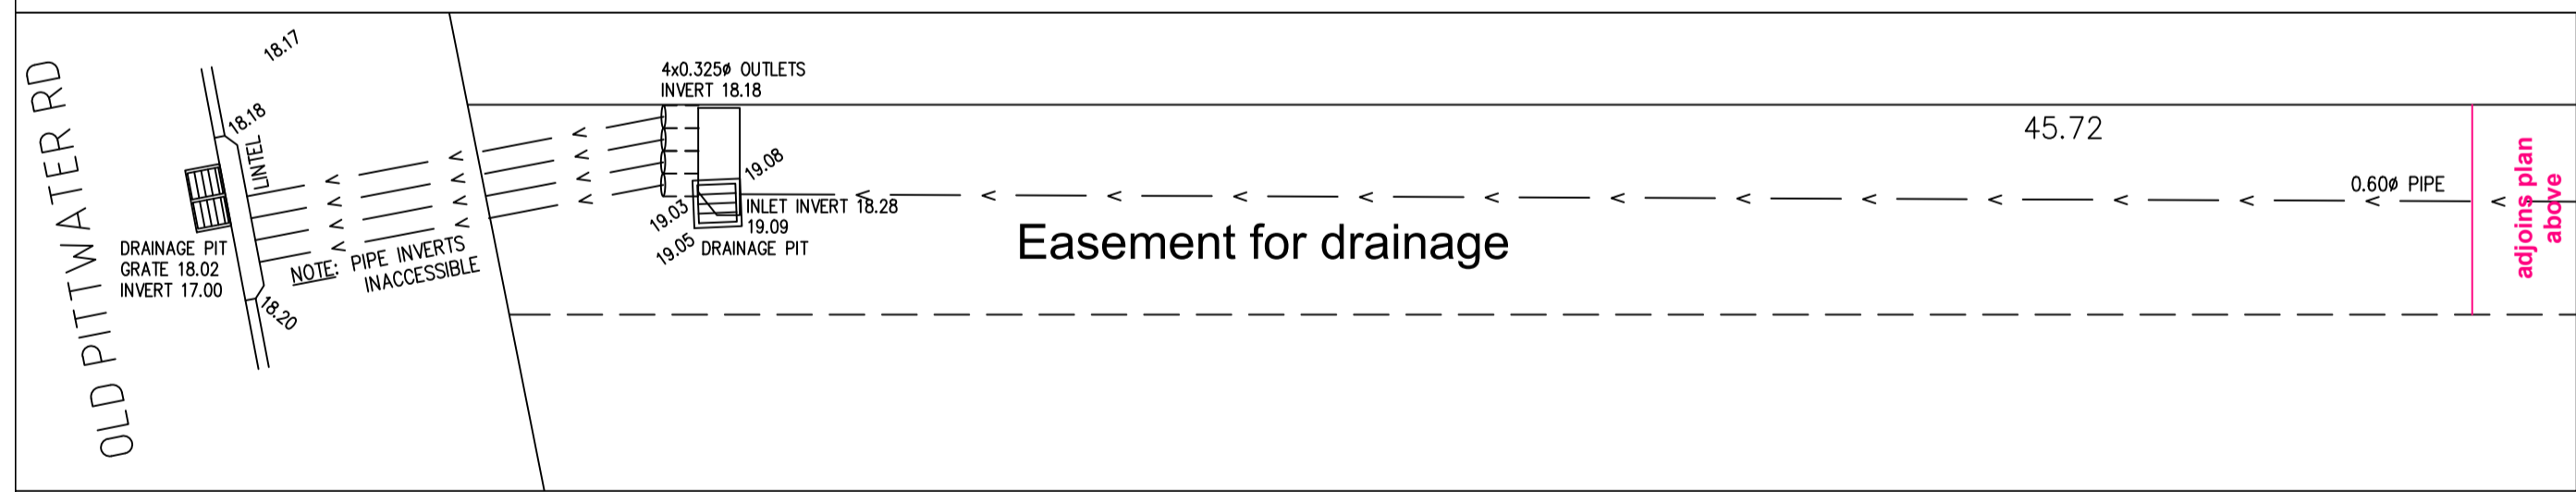 OLD PITTWATER RD
18.17
18.18
LINTEL
DRAINAGE PIT
GRATE 18.02
INVERT 17.00
18.20
NOTE: PIPE INVERTS
INACCESSIBLE
4x0.325ø OUTLETS
INVERT 18.18
19.08
19.03
19.05
INLET INVERT 18.28
19.09
DRAINAGE PIT
Easement for drainage
45.72
0.60ø PIPE
adjoins plan
above